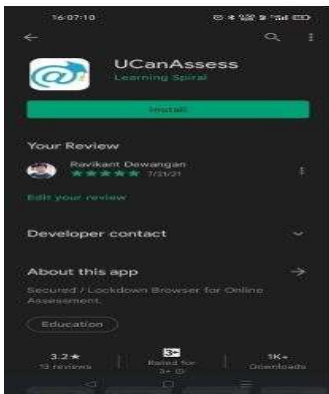 16:07:10
UCanAssess
Learning Spiral
Install
Your Review
Ravikant Dewangan
7/21/21
Edit your review
Developer contact
About this app
Secured / Lockdown Browser for Online
Assessment.
Education
3.2★
13 reviews
3+
Rated for
3+
1K+
Downloads